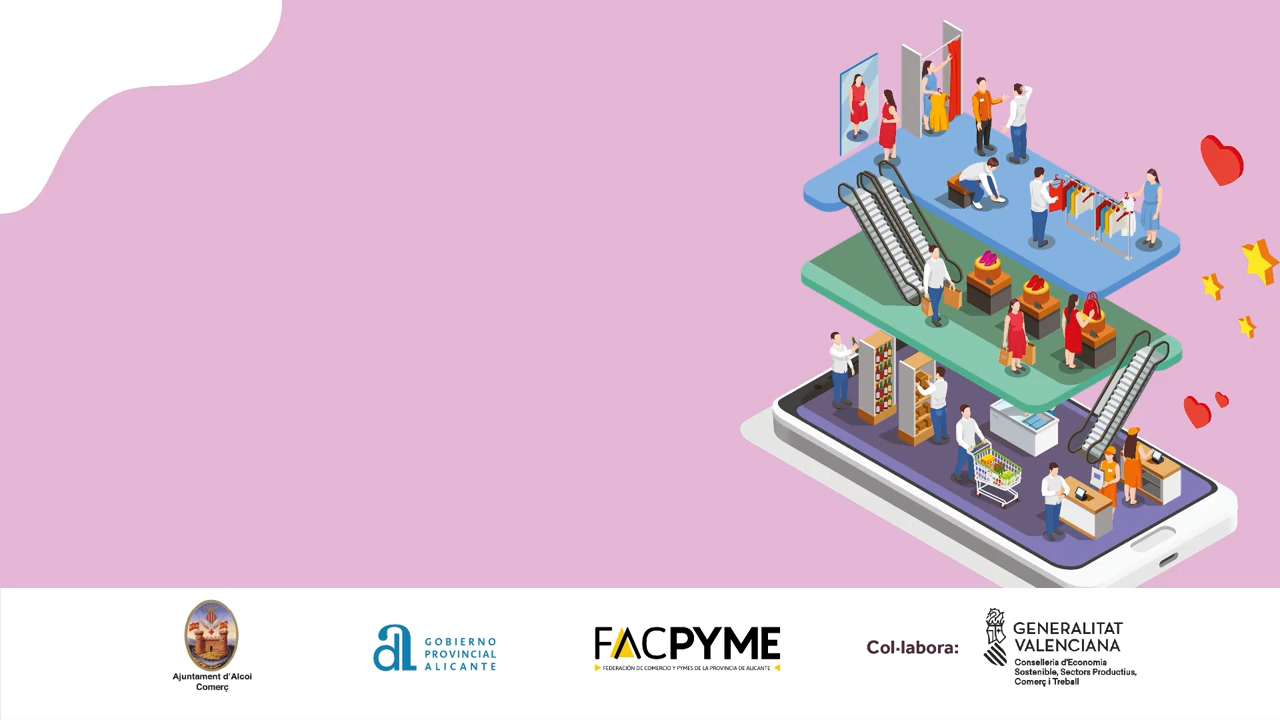 Ajuntament d'Alcoi
Comerç
GOBIERNO
PROVINCIAL
ALICANTE
FACPYME
FEDERACIÓN DE COMERCIO Y PYMES DE LA PROVINCIA DE ALICANTE
Col·labora:
GENERALITAT
VALENCIANA
Conselleria d'Economia
Sostenible, Sectors Productius,
Comerç i Treball